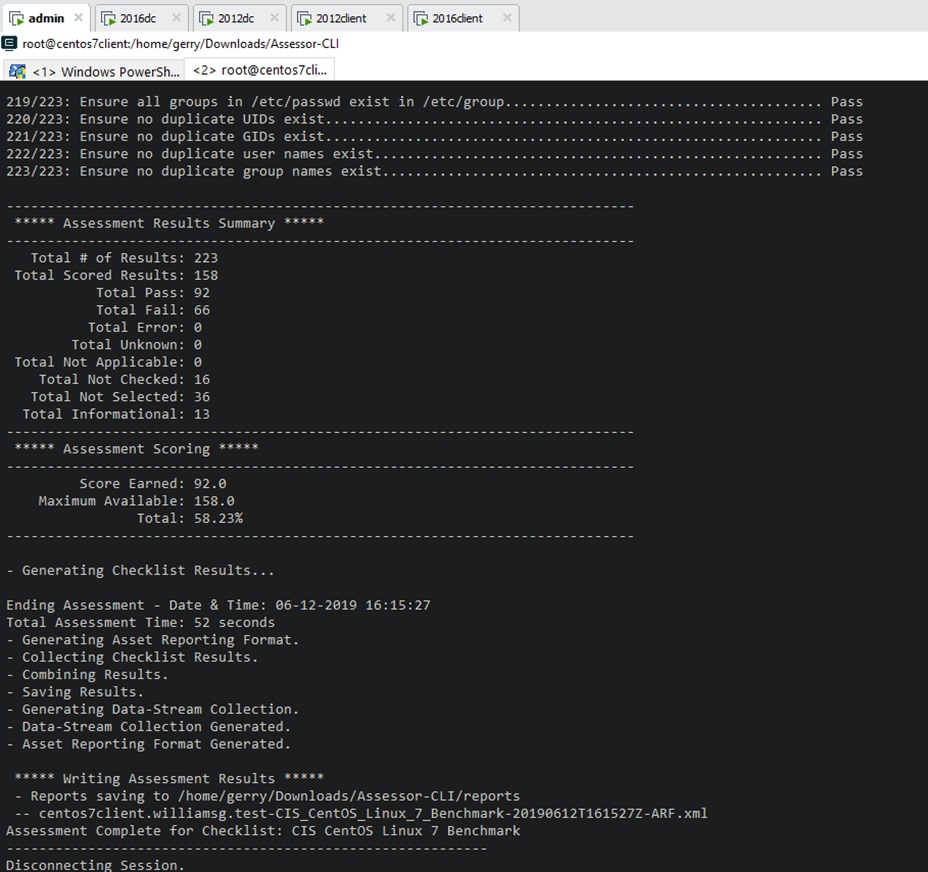 admin
2016dc
2012dc
2012client
2016client
root@centos7client:/home/gerry/Downloads/Assessor-CLI
<1> Windows PowerSh...
<2> root@centos7cli...
219/223: Ensure all groups in /etc/passwd exist in /etc/group....................................... Pass
220/223: Ensure no duplicate UIDs exist............................................................. Pass
221/223: Ensure no duplicate GIDs exist............................................................. Pass
222/223: Ensure no duplicate user names exist....................................................... Pass
223/223: Ensure no duplicate group names exist...................................................... Pass
-----------------------------------------------------------------------------
***** Assessment Results Summary *****
-----------------------------------------------------------------------------
Total # of Results: 223
Total Scored Results: 158
Total Pass: 92
Total Fail: 66
Total Error: 0
Total Unknown: 0
Total Not Applicable: 0
Total Not Checked: 16
Total Not Selected: 36
Total Informational: 13
-----------------------------------------------------------------------------
***** Assessment Scoring *****
-----------------------------------------------------------------------------
Score Earned: 92.0
Maximum Available: 158.0
Total: 58.23%
-----------------------------------------------------------------------------
- Generating Checklist Results...
Ending Assessment - Date & Time: 06-12-2019 16:15:27
Total Assessment Time: 52 seconds
- Generating Asset Reporting Format.
- Collecting Checklist Results.
- Combining Results.
- Saving Results.
- Generating Data-Stream Collection.
- Data-Stream Collection Generated.
- Asset Reporting Format Generated.
***** Writing Assessment Results *****
- Reports saving to /home/gerry/Downloads/Assessor-CLI/reports
-- centos7client.williamsg.test-CIS_CentOS_Linux_7_Benchmark-20190612T161527Z-ARF.xml
Assessment Complete for Checklist: CIS CentOS Linux 7 Benchmark
-----------------------------------------------------------
Disconnecting Session.